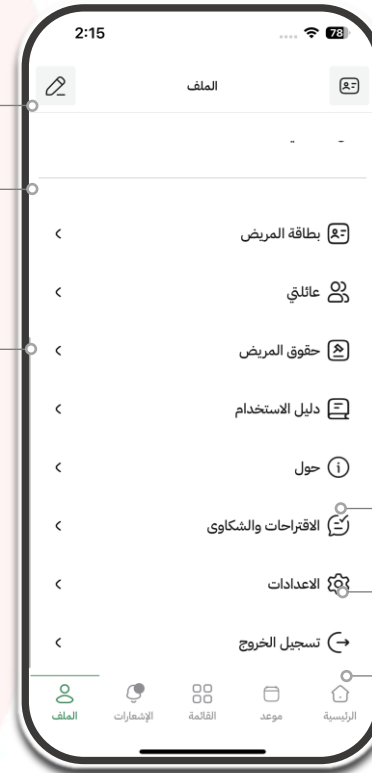 2:15
78
الملف
- -
بطاقة المريض
عائلتي
حقوق المريض
دليل الاستخدام
حول
الاقتراحات والشكاوى
الاعدادات
تسجيل الخروج
الرئيسية موعد القائمة الإشعارات الملف